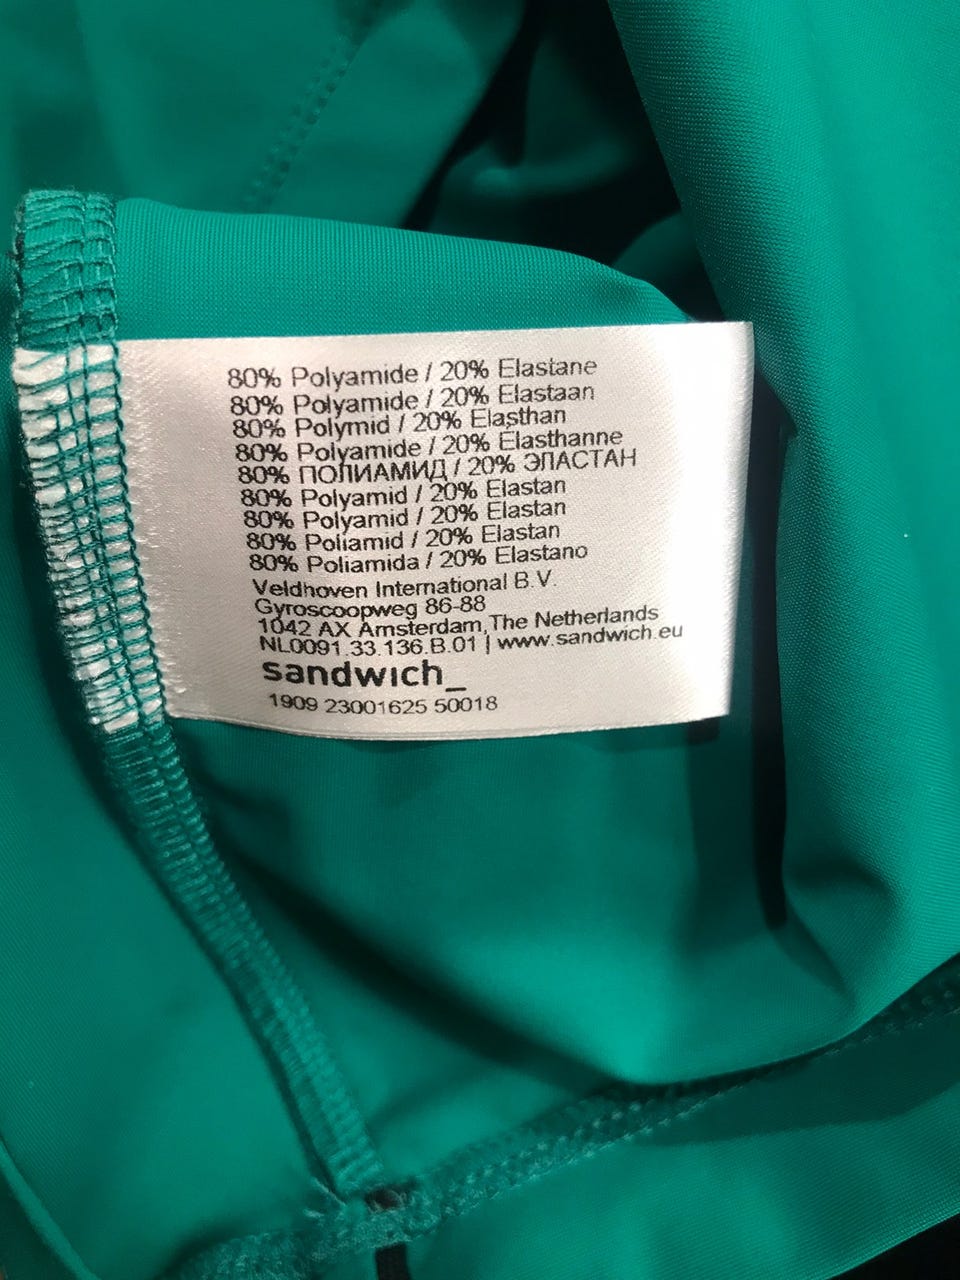 80% Polyamide / 20% Elastane
80% Polyamide / 20% Elastaan
80% Polymid / 20% Elasthan
80% Polyamide / 20% Élasthanne
80% ПОЛИАМИД / 20% ЭЛАСТАН
80% Polyamid / 20% Elastan
80% Polyamid / 20% Elastan
80% Poliamid / 20% Elastan
80% Poliamida / 20% Elastano
Veldhoven International B.V.
Gyroscoopweg 86-88
1042 AX Amsterdam, The Netherlands
NL0091.33.136.B.01 | www.sandwich.eu
sandwich_
1909 23001625 50018